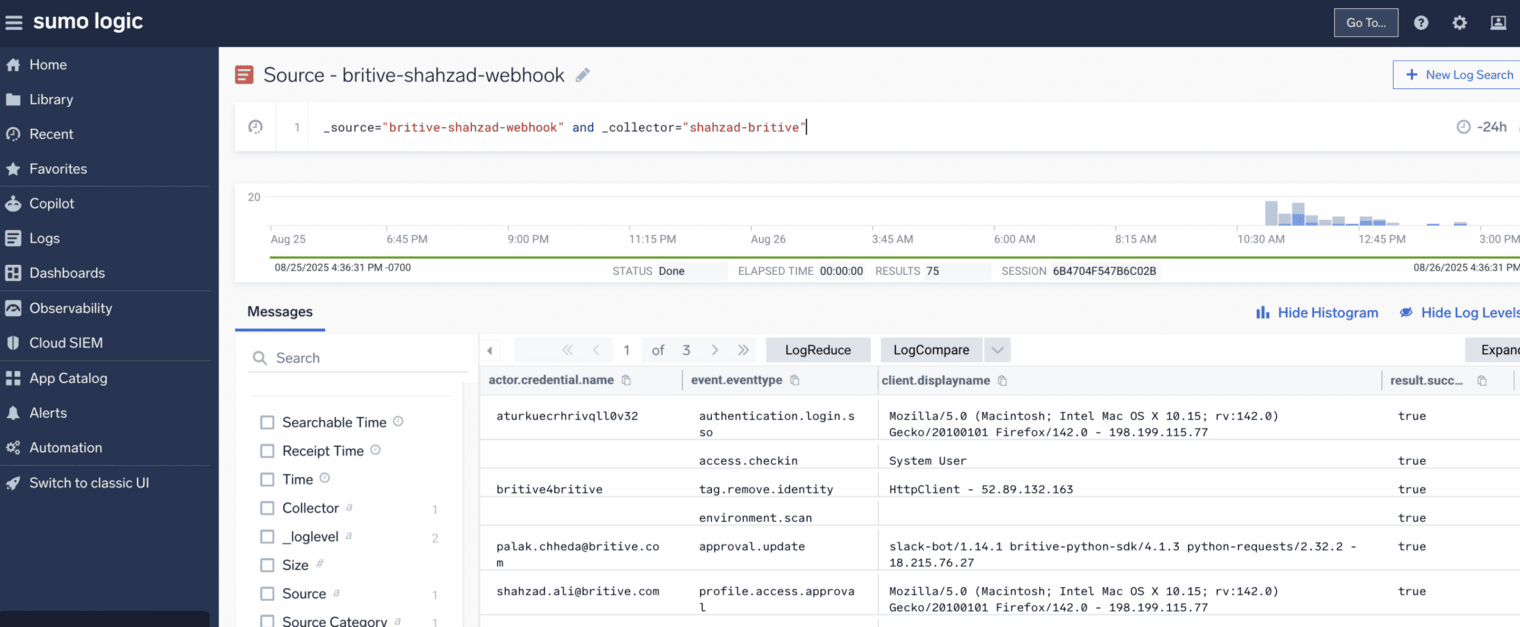 sumo logic
Go To...
Home
Library
Recent
Favorites
Copilot
Logs
Dashboards
Observability
Cloud SIEM
App Catalog
Alerts
Automation
Switch to classic UI
Source - britive-shahzad-webhook
+ New Log Search
1 _source="britive-shahzad-webhook" and _collector="shahzad-britive"
-24h
20
Aug 25 6:45 PM 9:00 PM 11:15 PM Aug 26 3:45 AM 6:00 AM 8:15 AM 10:30 AM 12:45 PM 3:00 PM
08/25/2025 4:36:31 PM -0700 STATUS Done ELAPSED TIME 00:00:00 RESULTS 75 SESSION 6B4704F547B6C02B 08/26/2025 4:36:31 PM
Messages
Hide Histogram Hide Log Levels
Search
Searchable Time
Receipt Time
Time
Collector a 1
_loglevel a 2
Size #
Source a 1
Source Category a 1
1 of 3 LogReduce LogCompare Expan
actor.credential.name event.eventtype client.displayname result.succ...
aturkuecrhrivqll0v32 authentication.login.s Mozilla/5.0 (Macintosh; Intel Mac OS X 10.15; rv:142.0) true
so Gecko/20100101 Firefox/142.0 - 198.199.115.77
access.checkin System User true
britive4britive tag.remove.identity HttpClient - 52.89.132.163 true
environment.scan true
palak.chheda@britive.co approval.update slack-bot/1.14.1 britive-python-sdk/4.1.3 python-requests/2.32.2 - true
m 18.215.76.27
shahzad.ali@britive.com profile.access.approva Mozilla/5.0 (Macintosh; Intel Mac OS X 10.15; rv:142.0) true
l Gecko/20100101 Firefox/142.0 - 198.199.115.77